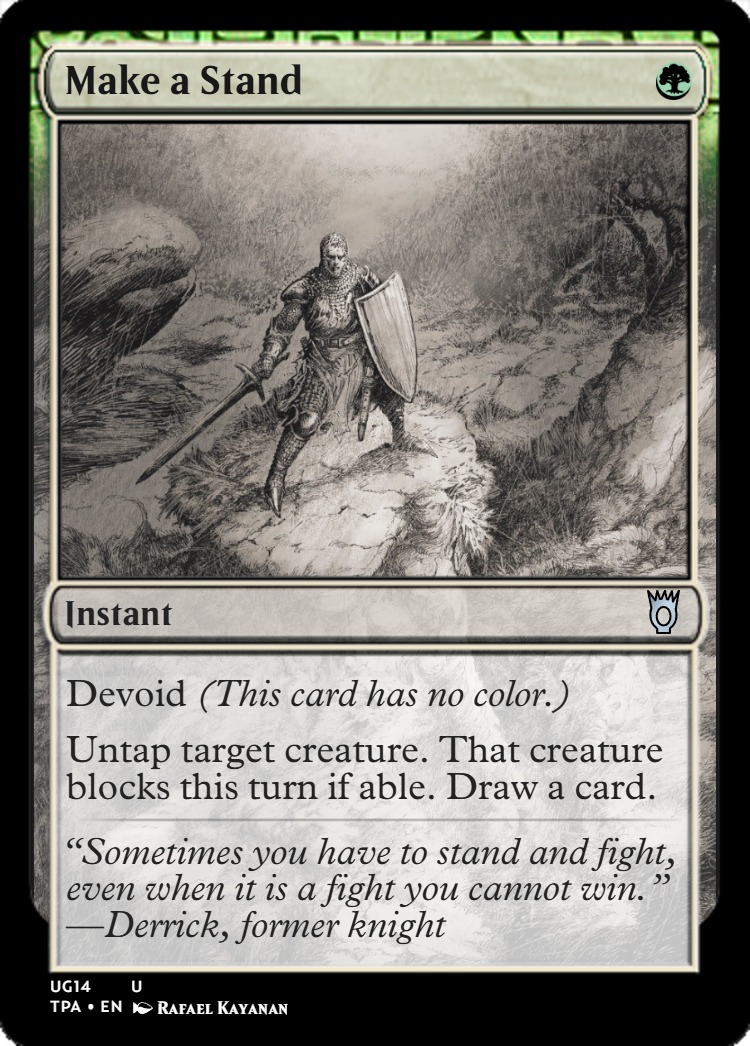 Make a Stand
Instant
Devoid (This card has no color.)
Untap target creature. That creature
blocks this turn if able. Draw a card.
“Sometimes you have to stand and fight,
even when it is a fight you cannot win.”
—Derrick, former knight
UG14 U
TPA • EN Rafael Kayanan